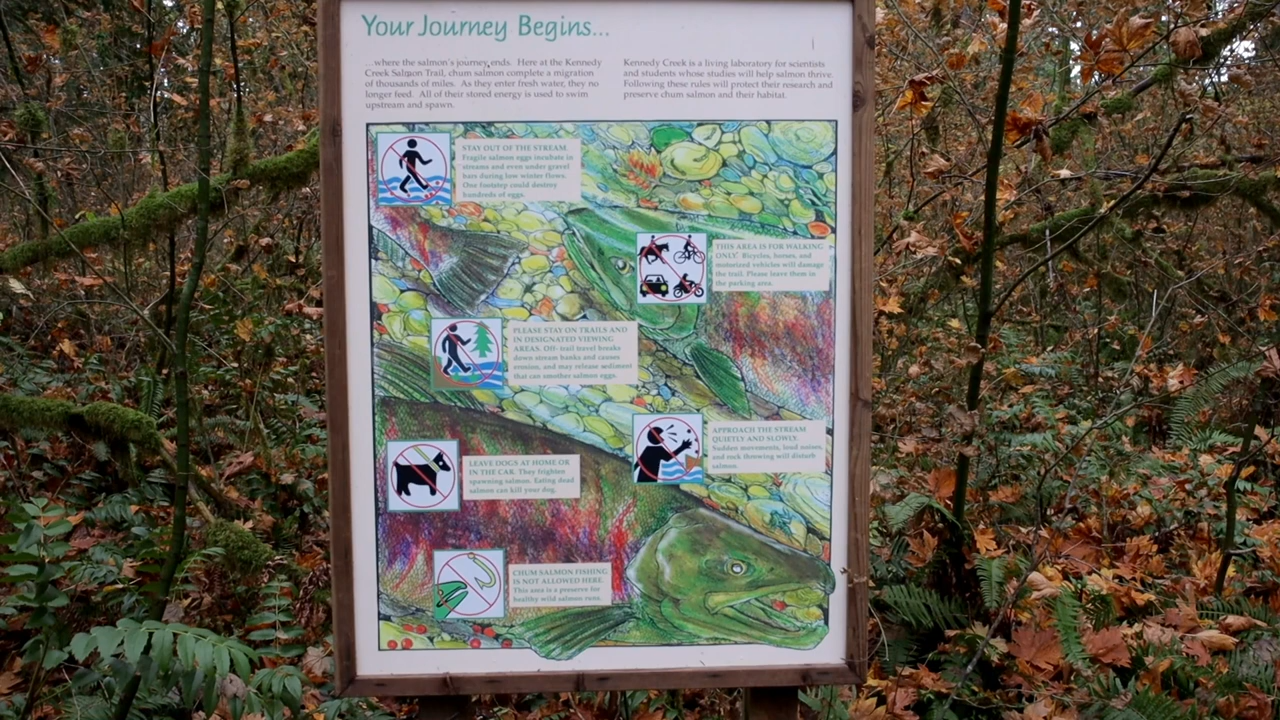 Your Journey Begins...
...where the salmon's journey ends. Here at the Kennedy
Creek Salmon Trail, chum salmon complete a migration
of thousands of miles. As they enter fresh water, they no
longer feed. All of their stored energy is used to swim
upstream and spawn.
Kennedy Creek is a living laboratory for scientists
and students whose studies will help salmon thrive.
Following these rules will protect their research and
preserve chum salmon and their habitat.
STAY OUT OF THE STREAM.
Fragile salmon eggs incubate in
streams and even under gravel
bars during low winter flows.
One footstep could destroy
hundreds of eggs.
THIS AREA IS FOR WALKING
ONLY. Bicycles, horses, and
motorized vehicles will damage
the trail. Please leave them in
the parking area.
PLEASE STAY ON TRAILS AND
IN DESIGNATED VIEWING
AREAS. Off-trail travel breaks
down stream banks and causes
erosion, and may release sediment
that can smother salmon eggs.
APPROACH THE STREAM
QUIETLY AND SLOWLY.
Sudden movements, loud noises,
and rock throwing will disturb
salmon.
LEAVE DOGS AT HOME OR
IN THE CAR. They frighten
spawning salmon. Eating dead
salmon can kill your dog.
CHUM SALMON FISHING
IS NOT ALLOWED HERE.
This area is a preserve for
healthy wild salmon runs.